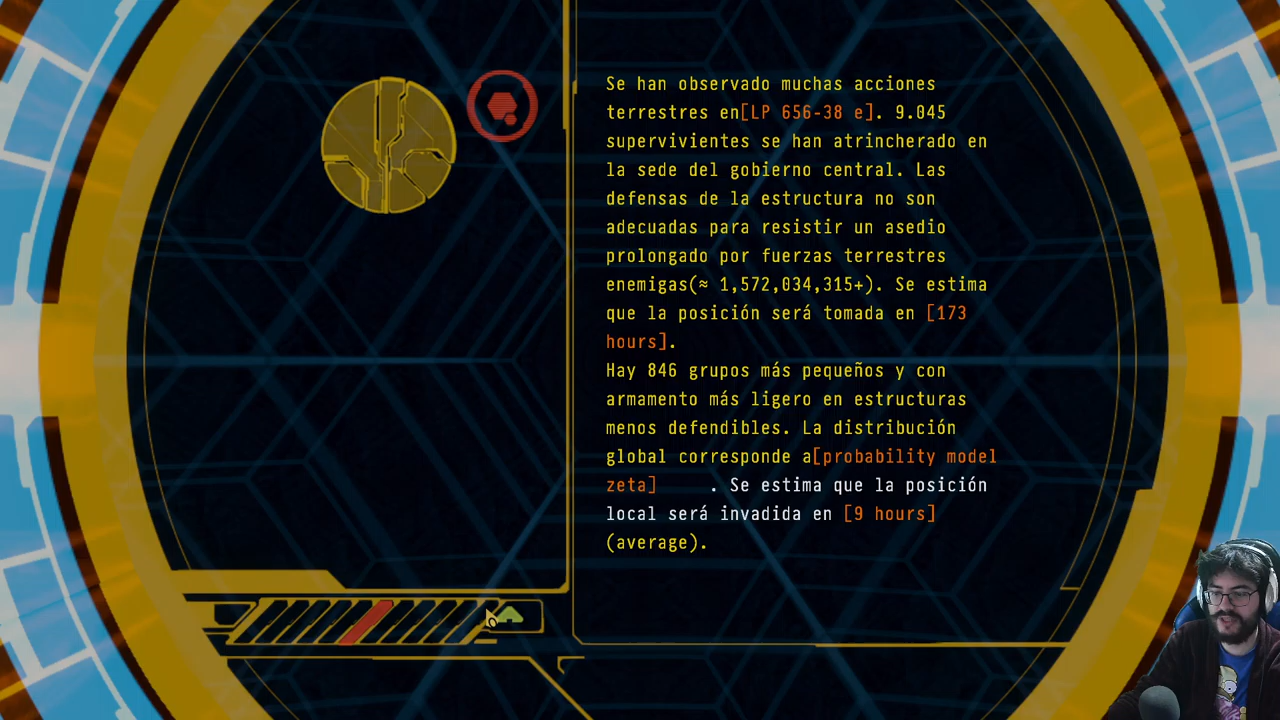 Se han observado muchas acciones
terrestres en[LP 656-38 e]. 9.045
supervivientes se han atrincherado en
la sede del gobierno central. Las
defensas de la estructura no son
adecuadas para resistir un asedio
prolongado por fuerzas terrestres
enemigas(≈ 1,572,034,315+). Se estima
que la posición será tomada en [173
hours].
Hay 846 grupos más pequeños y con
armamento más ligero en estructuras
menos defendibles. La distribución
global corresponde a[probability model
zeta] . Se estima que la posición
local será invadida en [9 hours]
(average).